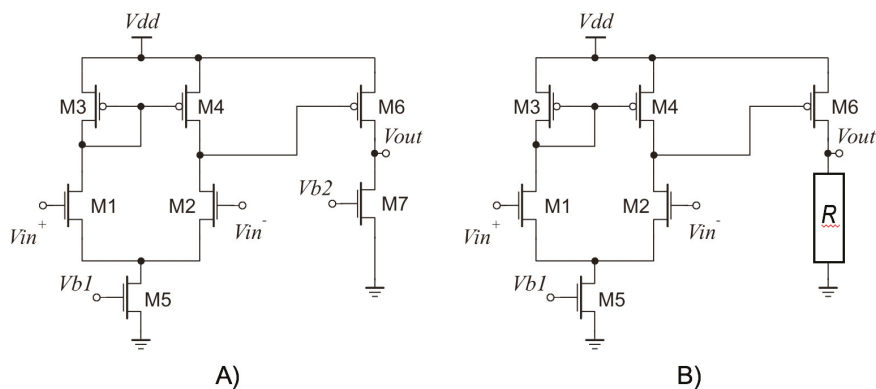 Vdd
M3
M4
M6
Vout
Vb2
M1
M2
M7
Vin+
Vin-
Vb1
M5
A)
Vdd
M3
M4
M6
Vout
M1
M2
R
Vin+
Vin-
Vb1
M5
B)